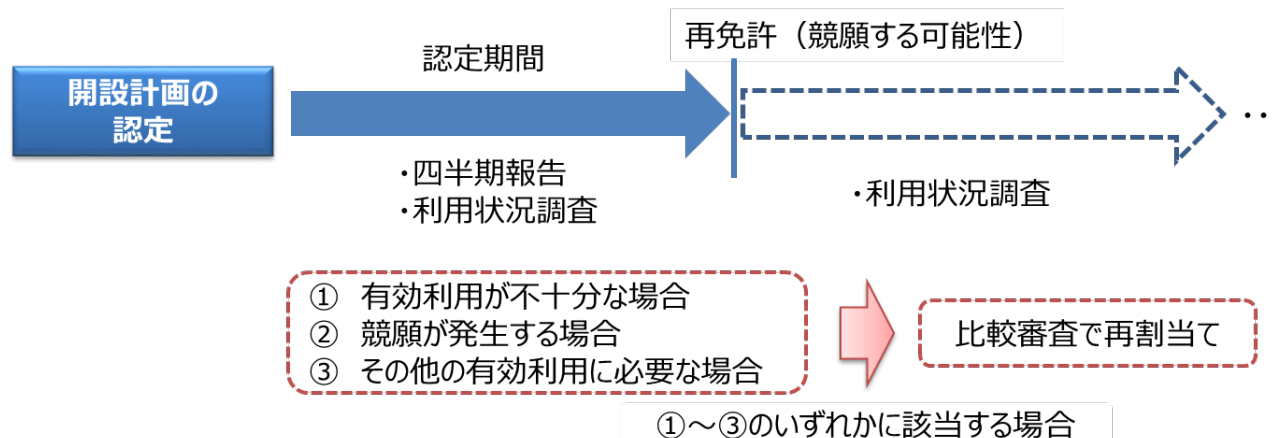 再免許（競願する可能性）
認定期間
開設計画の
認定
‥
・四半期報告
・利用状況調査
・利用状況調査
① 有効利用が不十分な場合
② 競願が発生する場合
③ その他の有効利用に必要な場合
比較審査で再割当て
①～③のいずれかに該当する場合